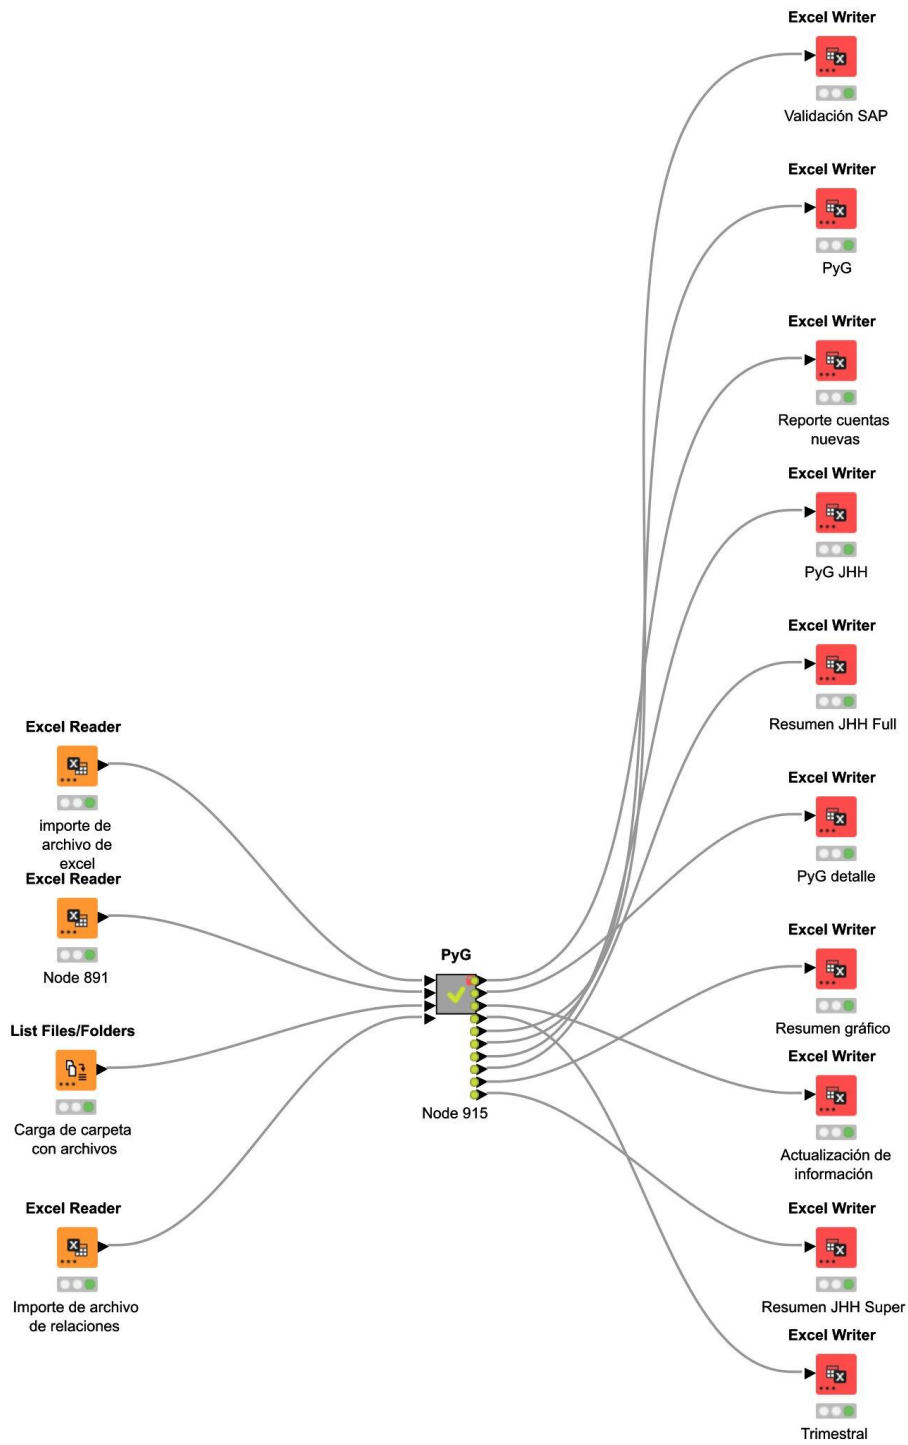 Excel Writer
Validación SAP
Excel Writer
PyG
Excel Writer
Reporte cuentas
nuevas
Excel Writer
PyG JHH
Excel Writer
Resumen JHH Full
Excel Reader
importe de
archivo de
excel
Excel Writer
PyG detalle
Excel Reader
Node 891
Excel Writer
Resumen gráfico
PyG
Node 915
List Files/Folders
Carga de carpeta
con archivos
Excel Writer
Actualización de
información
Excel Reader
Importe de archivo
de relaciones
Excel Writer
Resumen JHH Super
Excel Writer
Trimestral